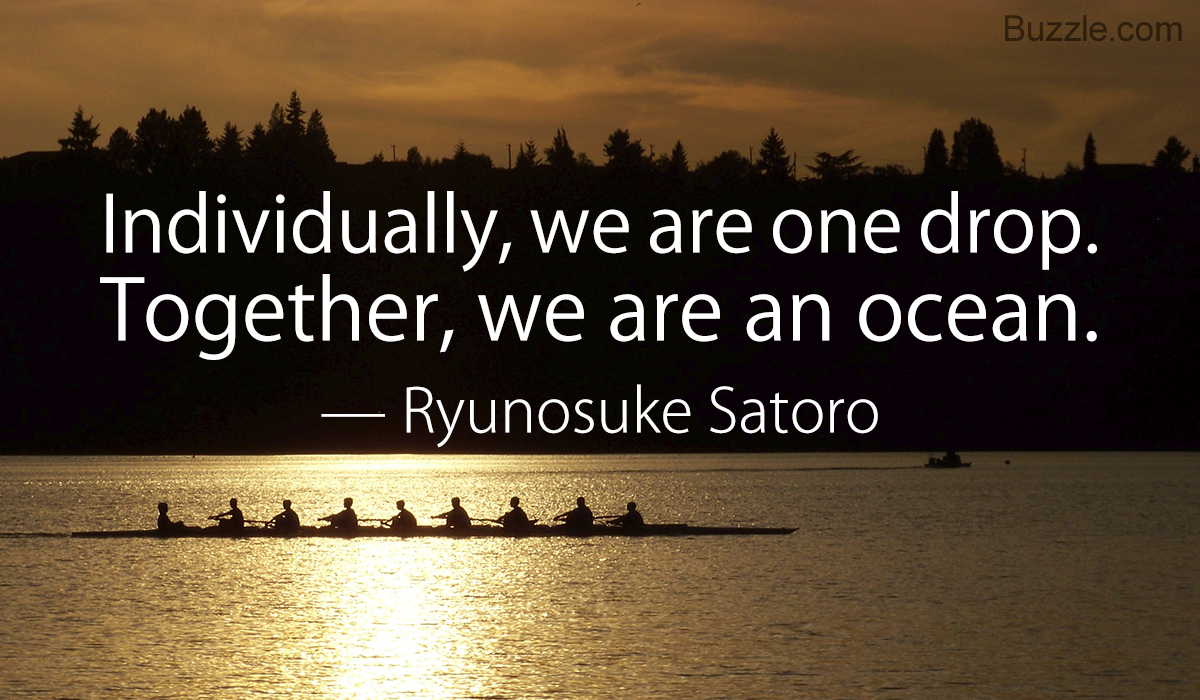 Buzzle.com
Individually, we are one drop.
Together, we are an ocean.
— Ryunosuke Satoro